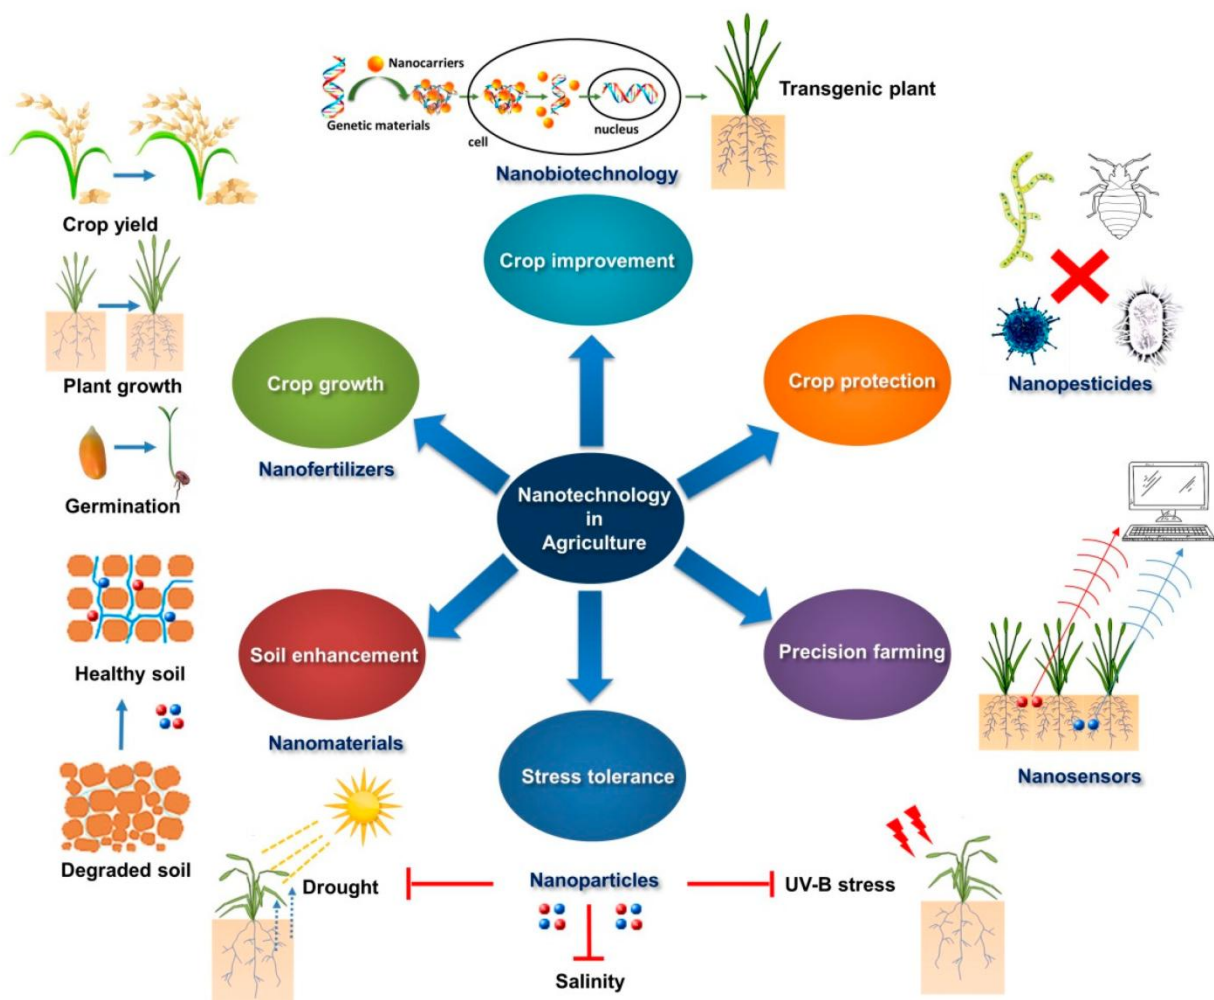 Nanocarriers
Genetic materials
cell
nucleus
Transgenic plant
Nanobiotechnology
Crop improvement
Crop yield
Plant growth
Germination
Crop growth
Nanofertilizers
Crop protection
Nanopesticides
Nanotechnology
in
Agriculture
Healthy soil
Degraded soil
Soil enhancement
Nanomaterials
Precision farming
Nanosensors
Stress tolerance
Drought
Nanoparticles
UV-B stress
Salinity